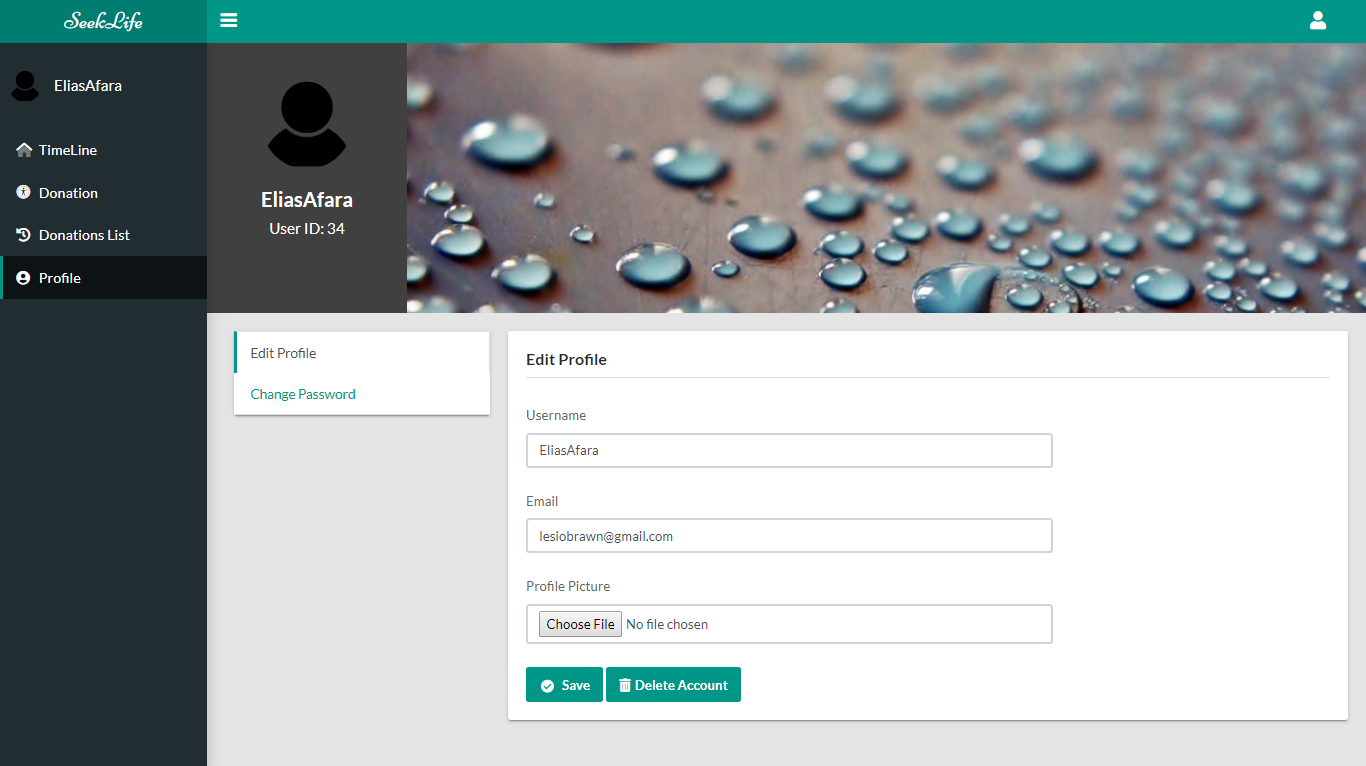 SeekLife
EliasAfara
TimeLine
Donation
Donations List
Profile
EliasAfara
User ID: 34
Edit Profile
Change Password
Edit Profile
Username
EliasAfara
Email
lesiobrawn@gmail.com
Profile Picture
Choose File No file chosen
Save Delete Account